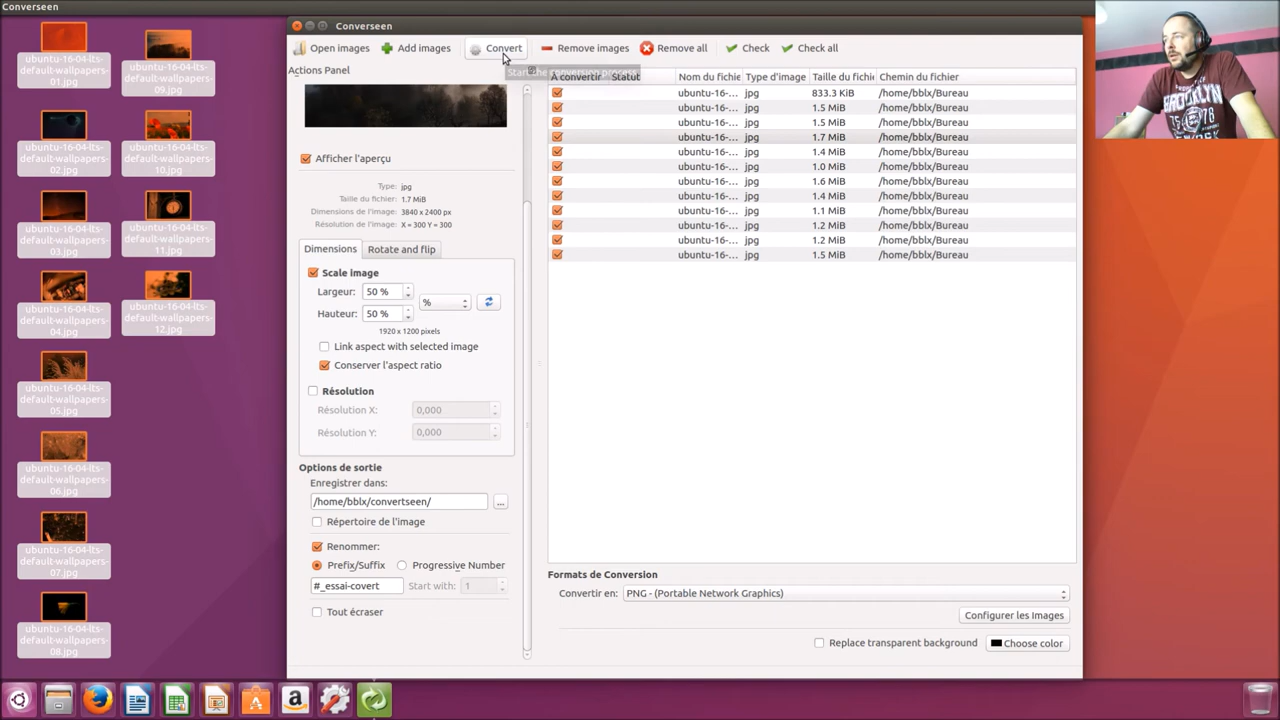 Converseen
Converseen
Open images
Add images
Convert
Remove images
Remove all
Check
Check all
Actions Panel
Afficher l'aperçu
Type: jpg
Taille du fichier: 1.7 MiB
Dimensions de l'image: 3840 x 2400 px
Résolution de l'image: X = 300 Y = 300
Dimensions
Rotate and flip
Scale image
Largeur: 50 %
%
Hauteur: 50 %
1920 x 1200 pixels
Link aspect with selected image
Conserver l'aspect ratio
Résolution
Résolution X: 0,000
Résolution Y: 0,000
Options de sortie
Enregistrer dans:
/home/bblx/convertseen/
...
Répertoire de l'image
Renommer:
Prefix/Suffix
Progressive Number
#_essai-covert
Start with: 1
Tout écraser
A convertir Statut Nom du fichie Type d'image Taille du fichi Chemin du fichier
ubuntu-16-... jpg 833.3 KiB /home/bblx/Bureau
ubuntu-16-... jpg 1.5 MiB /home/bblx/Bureau
ubuntu-16-... jpg 1.5 MiB /home/bblx/Bureau
ubuntu-16-... jpg 1.7 MiB /home/bblx/Bureau
ubuntu-16-... jpg 1.4 MiB /home/bblx/Bureau
ubuntu-16-... jpg 1.0 MiB /home/bblx/Bureau
ubuntu-16-... jpg 1.6 MiB /home/bblx/Bureau
ubuntu-16-... jpg 1.4 MiB /home/bblx/Bureau
ubuntu-16-... jpg 1.1 MiB /home/bblx/Bureau
ubuntu-16-... jpg 1.2 MiB /home/bblx/Bureau
ubuntu-16-... jpg 1.2 MiB /home/bblx/Bureau
ubuntu-16-... jpg 1.5 MiB /home/bblx/Bureau
Formats de Conversion
Convertir en: PNG - (Portable Network Graphics)
Configurer les Images
Replace transparent background
Choose color
ubuntu-16-04-lts-
default-wallpapers-
01.jpg
ubuntu-16-04-lts-
default-wallpapers-
02.jpg
ubuntu-16-04-lts-
default-wallpapers-
03.jpg
ubuntu-16-04-lts-
default-wallpapers-
04.jpg
ubuntu-16-04-lts-
default-wallpapers-
05.jpg
ubuntu-16-04-lts-
default-wallpapers-
06.jpg
ubuntu-16-04-lts-
default-wallpapers-
07.jpg
ubuntu-16-04-lts-
default-wallpapers-
08.jpg
ubuntu-16-04-lts-
default-wallpapers-
09.jpg
ubuntu-16-04-lts-
default-wallpapers-
10.jpg
ubuntu-16-04-lts-
default-wallpapers-
11.jpg
ubuntu-16-04-lts-
default-wallpapers-
12.jpg
BROOKLYN